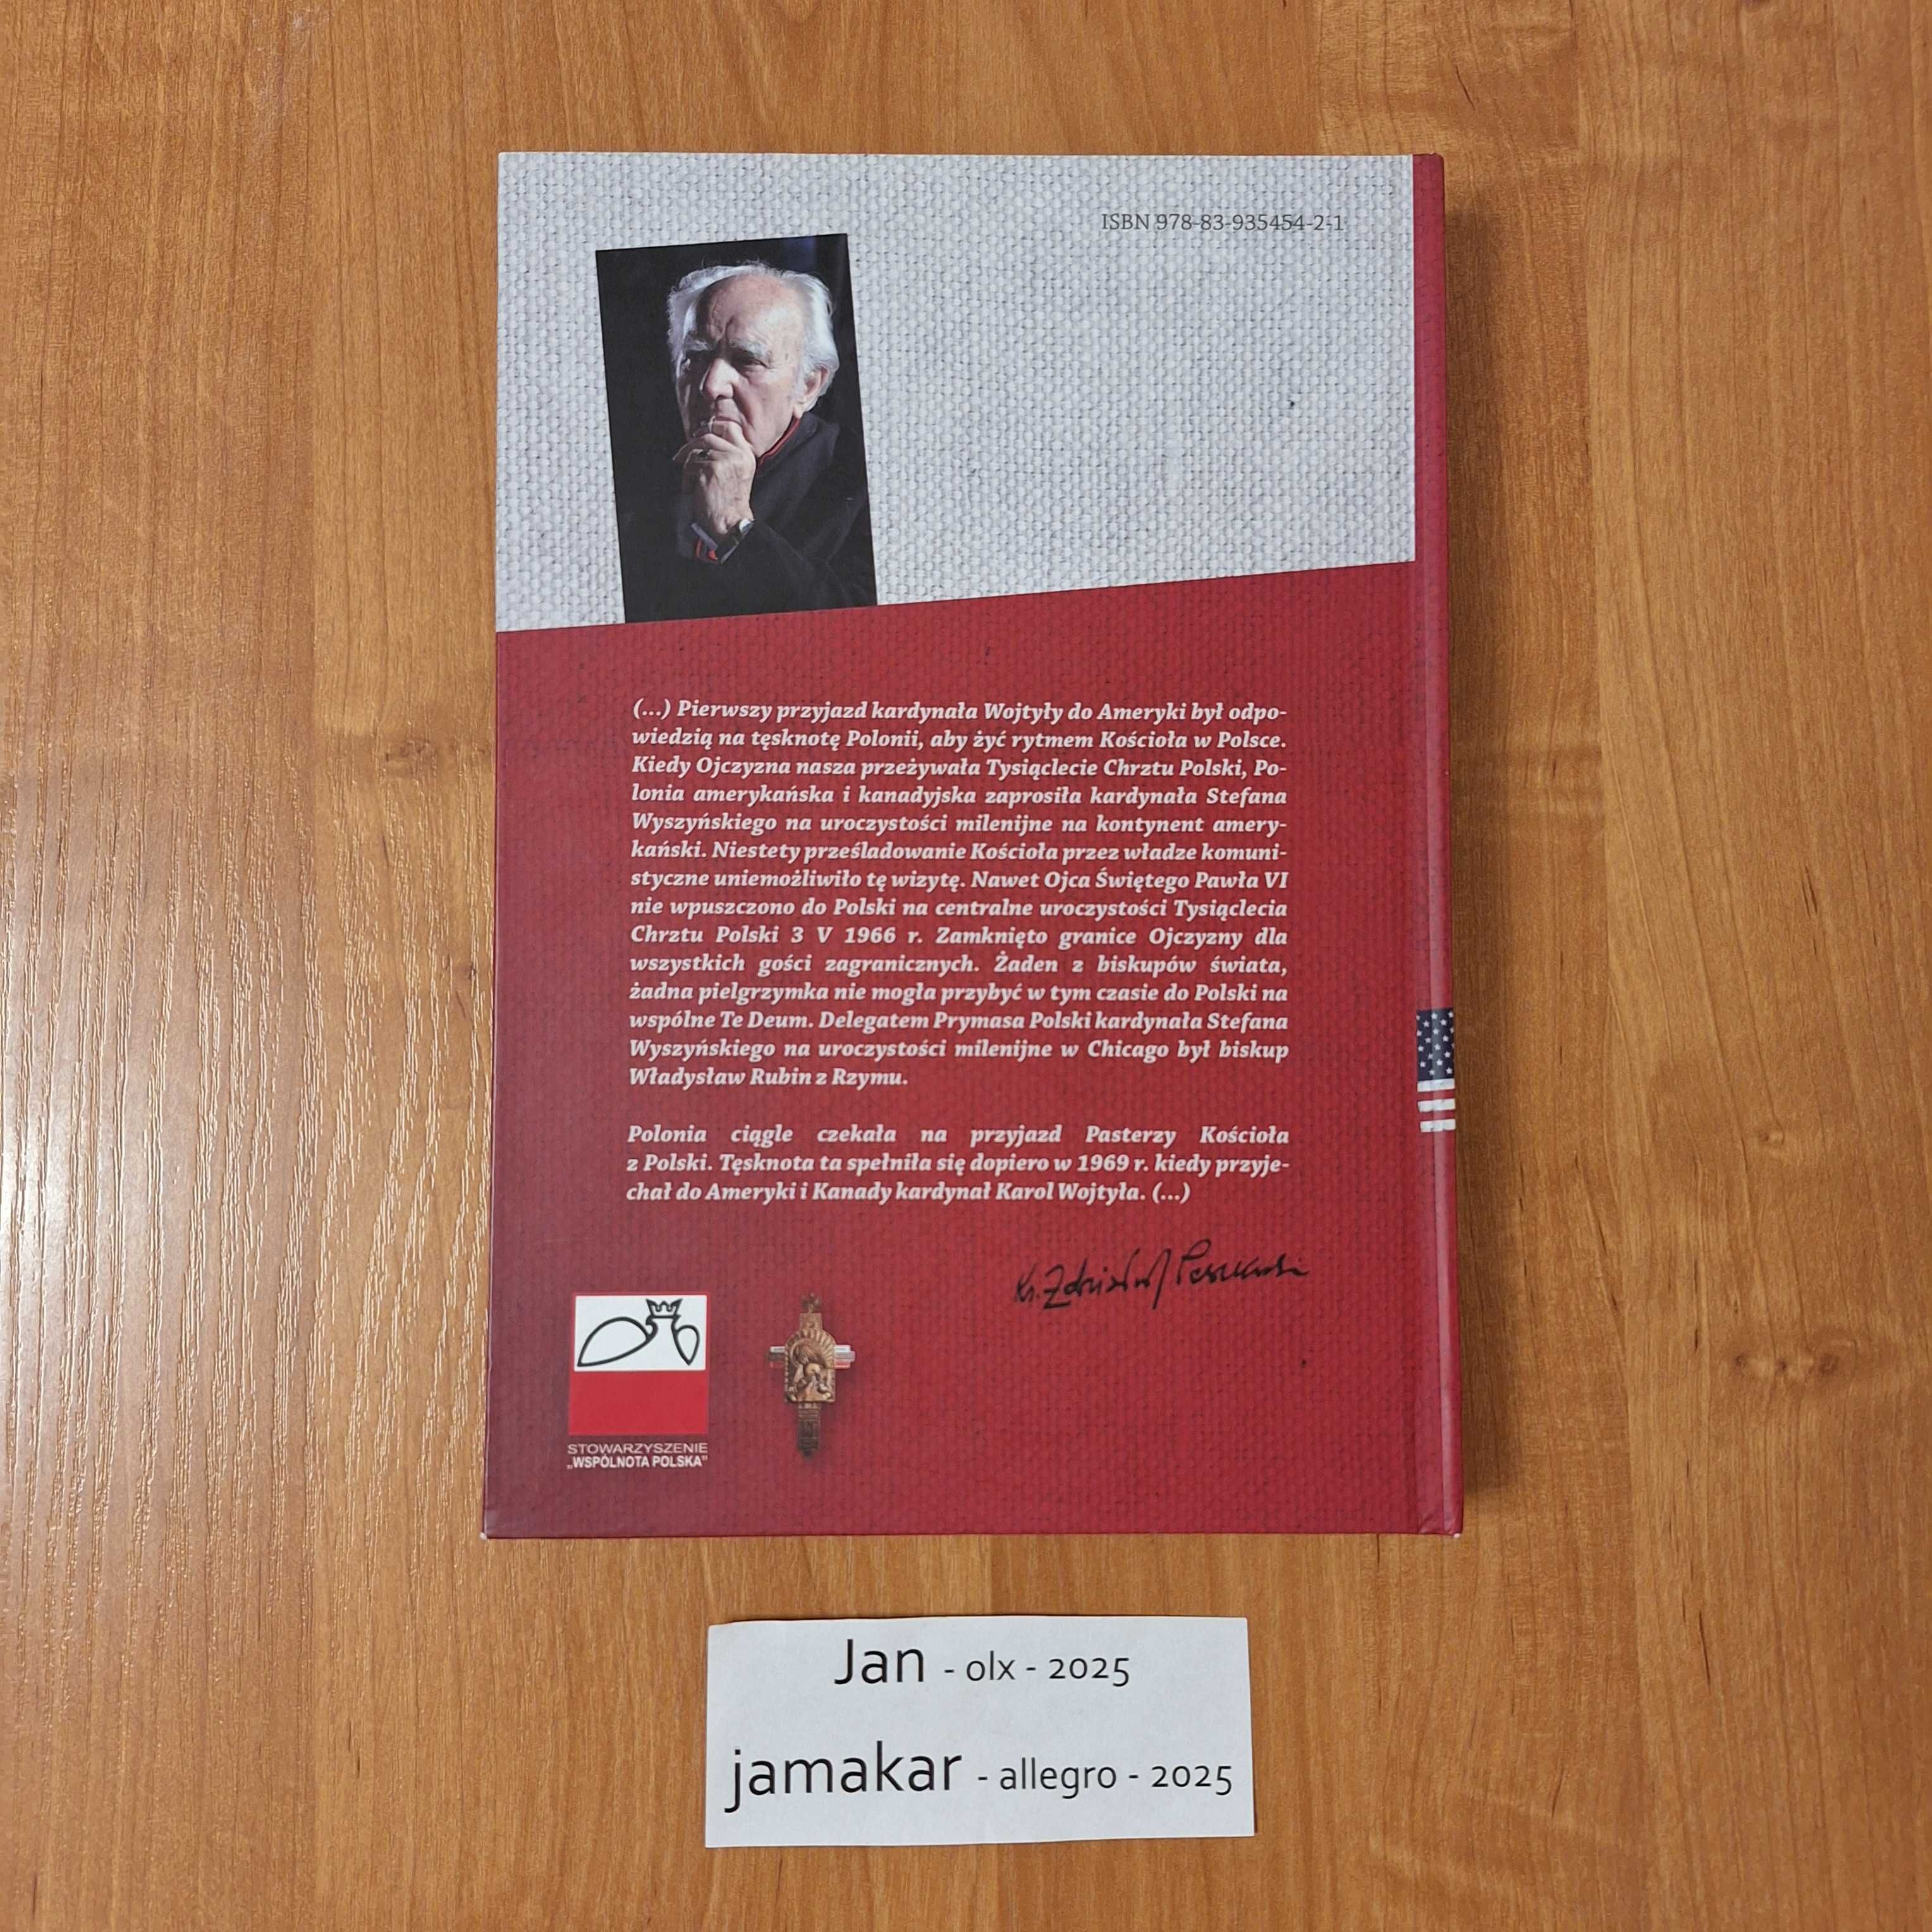 ISBN 978-83-935454-2-1
(...) Pierwszy przyjazd kardynała Wojtyły do Ameryki był odpo-
wiedzią na tęsknotę Polonii, aby żyć rytmem Kościoła w Polsce.
Kiedy Ojczyzna nasza przeżywała Tysiąclecie Chrztu Polski, Po-
lonia amerykańska i kanadyjska zaprosiła kardynała Stefana
Wyszyńskiego na uroczystości milenijne na kontynent amery-
kański. Niestety prześladowanie Kościoła przez władze komuni-
styczne uniemożliwiło tę wizytę. Nawet Ojca Świętego Pawła VI
nie wpuszczono do Polski na centralne uroczystości Tysiąclecia
Chrztu Polski 3 V 1966 r. Zamknięto granice Ojczyzny dla
wszystkich gości zagranicznych. Żaden z biskupów świata,
żadna pielgrzymka nie mogła przybyć w tym czasie do Polski na
wspólne Te Deum. Delegatem Prymasa Polski kardynała Stefana
Wyszyńskiego na uroczystości milenijne w Chicago był biskup
Władysław Rubin z Rzymu.
Polonia ciągle czekała na przyjazd Pasterzy Kościoła
z Polski. Tęsknota ta spełniła się dopiero w 1969 r. kiedy przyje-
chał do Ameryki i Kanady kardynał Karol Wojtyła. (...)
Ks. Zdzisław
STOWARZYSZENIE
„WSPÓLNOTA POLSKA"
Jan - olx - 2025
jamakar - allegro - 2025